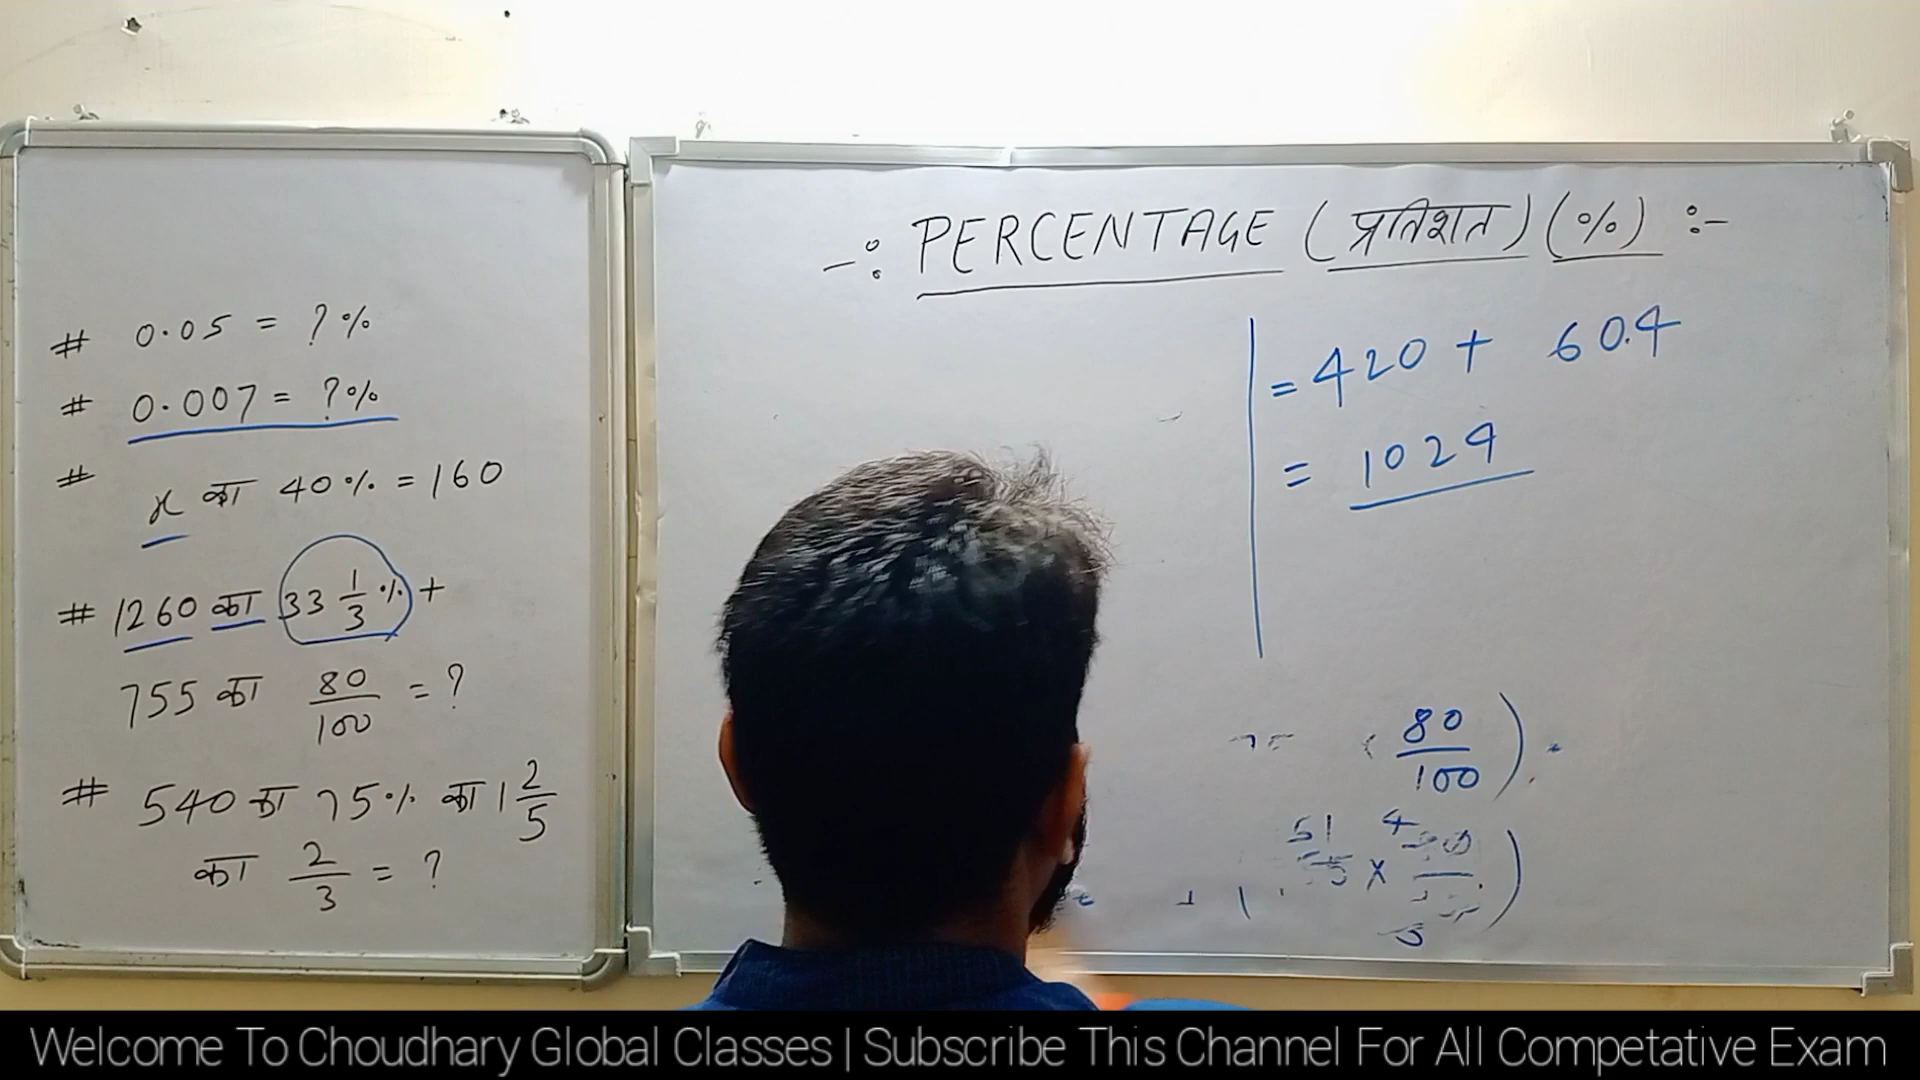 # 0.05 = ?%
# 0.007 = ?%
# x का 40% = 160
# 1260 का 33 1/3 % +
755 का 80/100 = ?
# 540 का 75% का 1 2/5
का 2/3 = ?
-: PERCENTAGE (प्रतिशत) (%) :-
= 420 + 604
= 1024
80/100 )
Welcome To Choudhary Global Classes | Subscribe This Channel For All Competative Exam